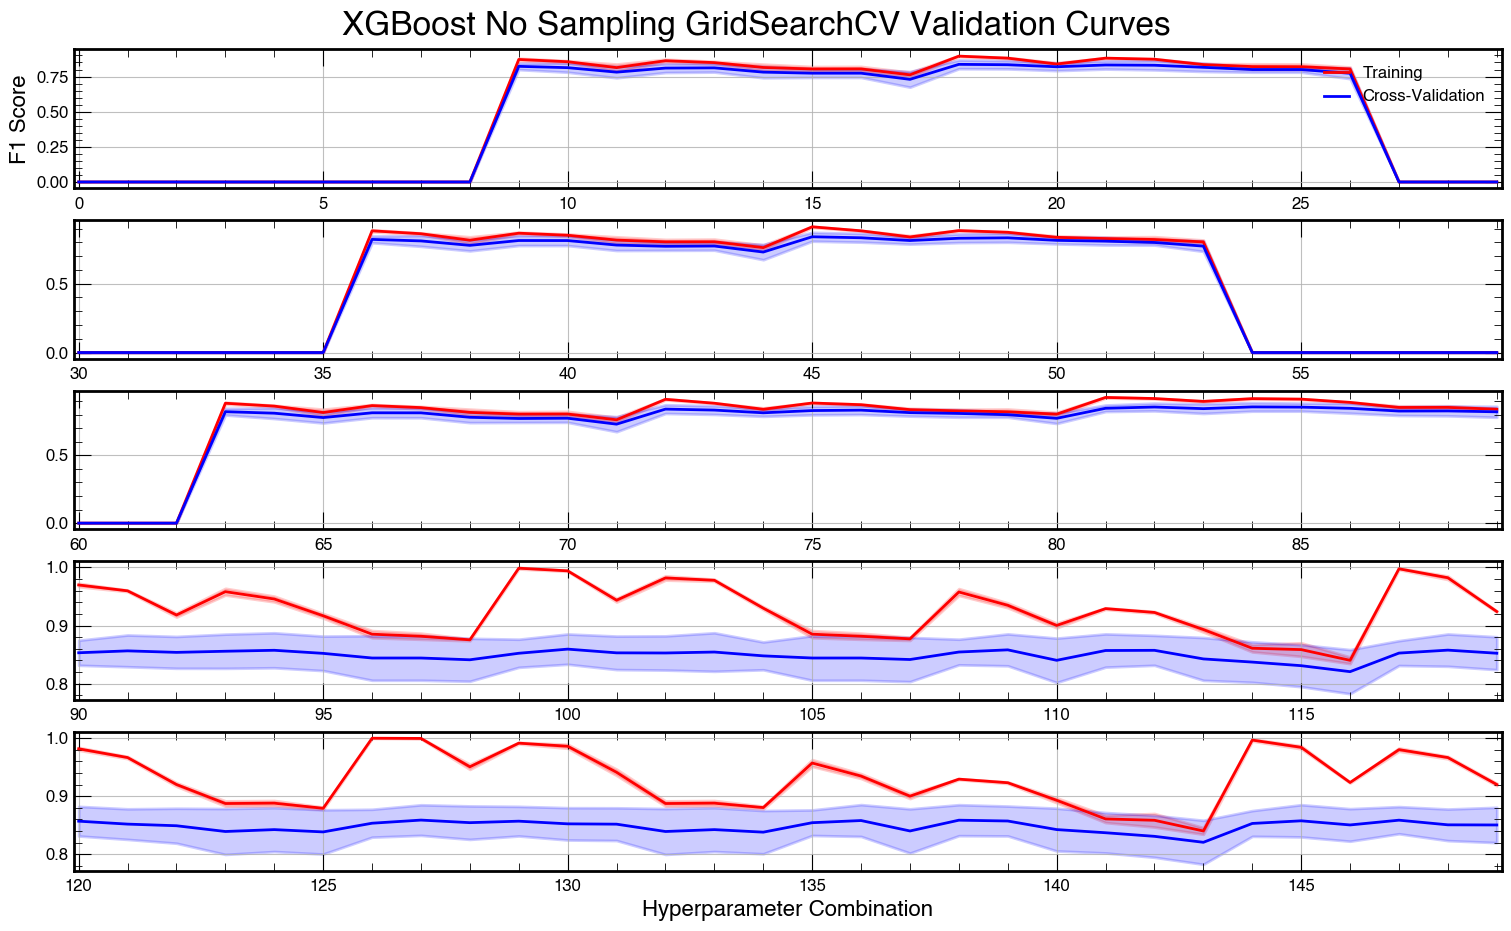 XGBoost No Sampling GridSearchCV Validation Curves
F1 Score
0.75
0.50
0.25
0.00
Training
Cross-Validation
0 5 10 15 20 25
0.5
0.0
30 35 40 45 50 55
0.5
0.0
60 65 70 75 80 85
1.0
0.9
0.8
90 95 100 105 110 115
1.0
0.9
0.8
120 125 130 135 140 145
Hyperparameter Combination